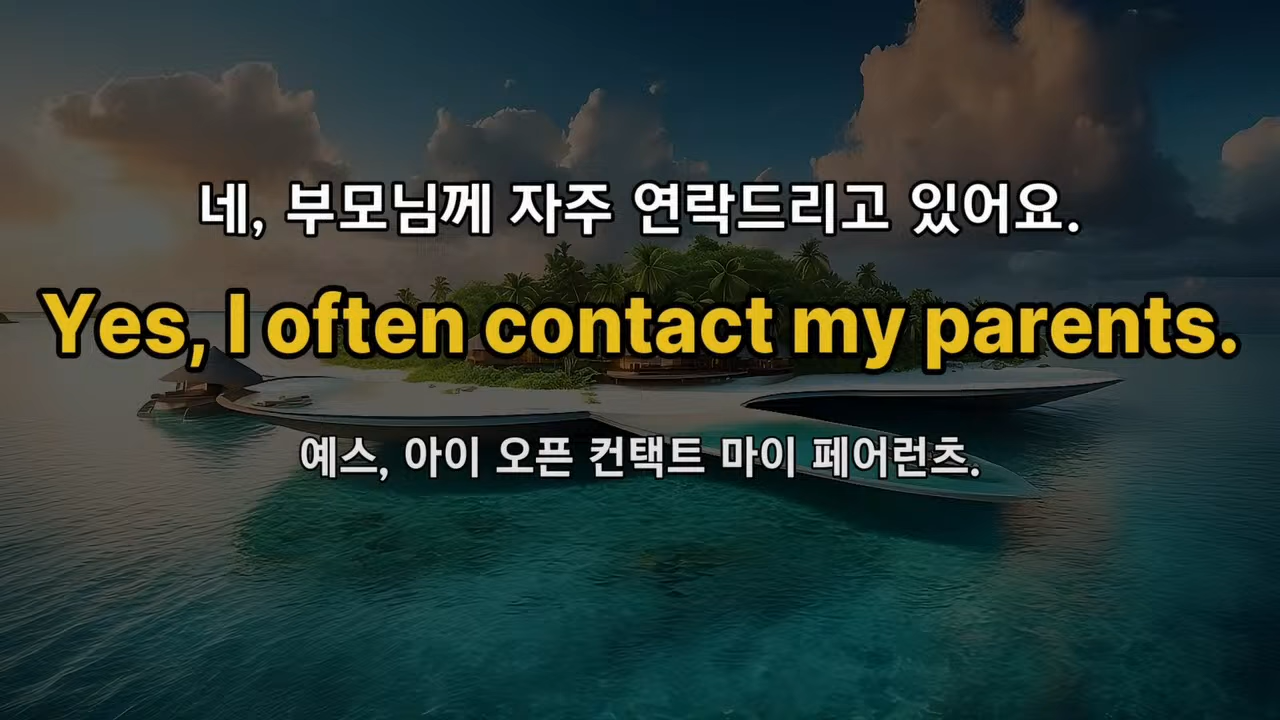 네, 부모님께 자주 연락드리고 있어요.
Yes, I often contact my parents.
예스, 아이 오픈 컨택트 마이 페어런츠.